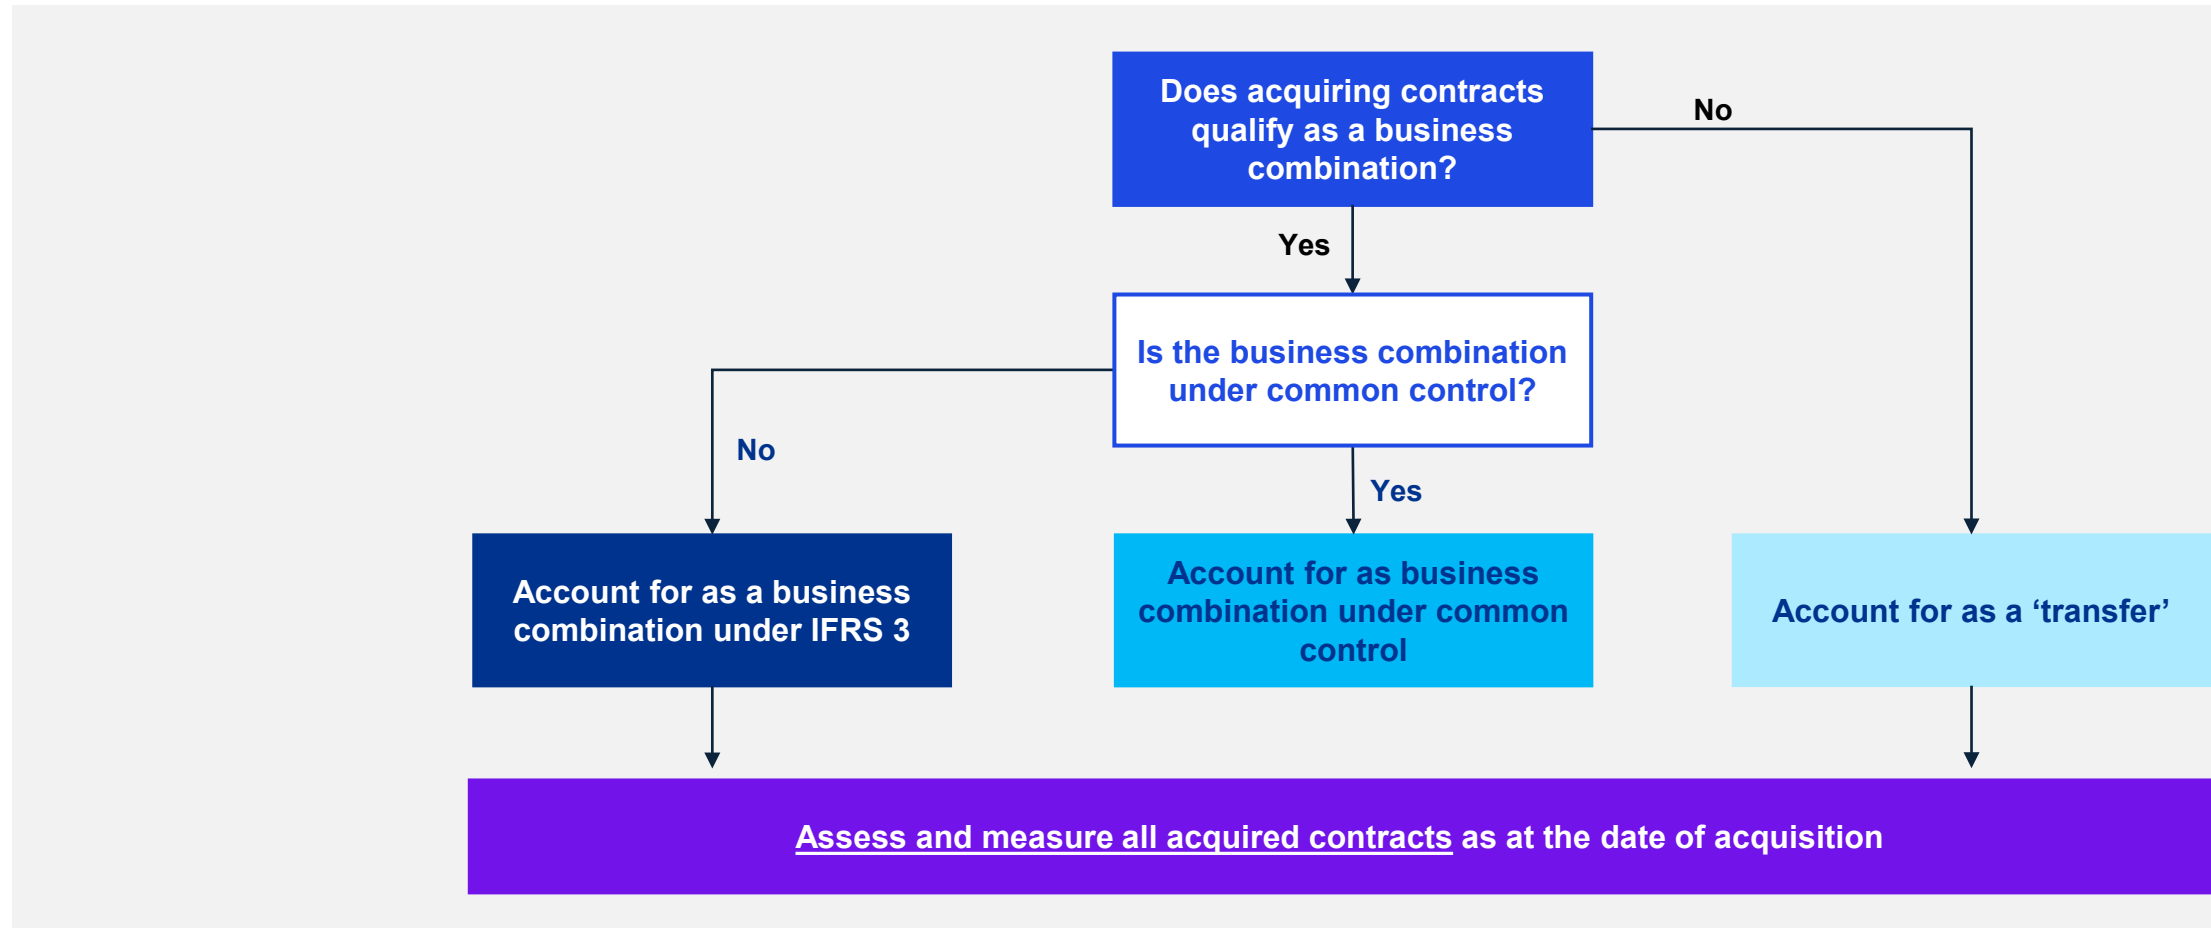 Does acquiring contracts
qualify as a business
combination?
No
Yes
Is the business combination
under common control?
No
Yes
Account for as a business
combination under IFRS 3
Account for as business
combination under common
control
Account for as a ‘transfer’
Assess and measure all acquired contracts as at the date of acquisition